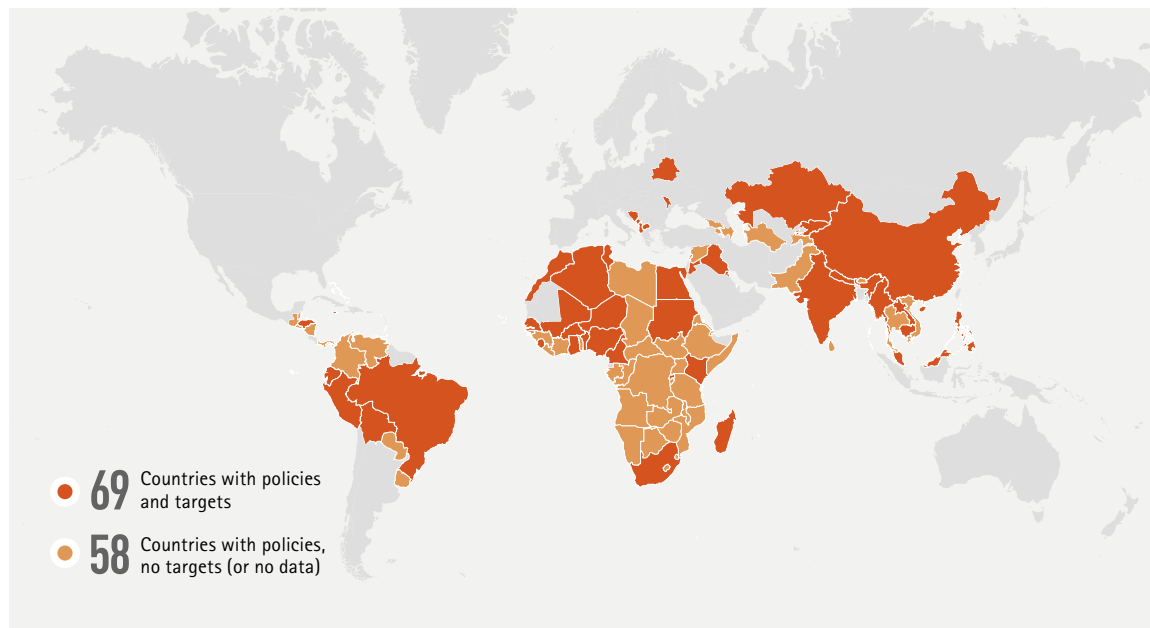 69 Countries with policies
and targets
58 Countries with policies,
no targets (or no data)